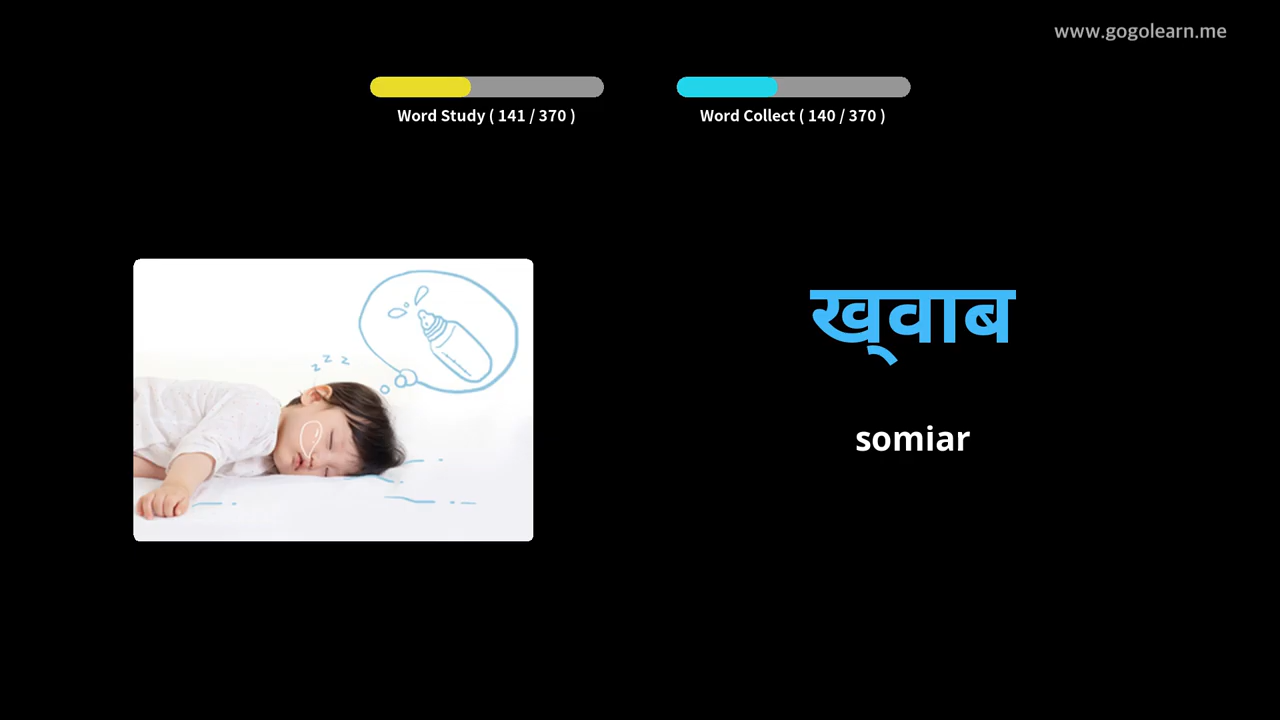 www.gogolearn.me
Word Study ( 141 / 370 )
Word Collect ( 140 / 370 )
z z z
ख्‌वाब
somiar